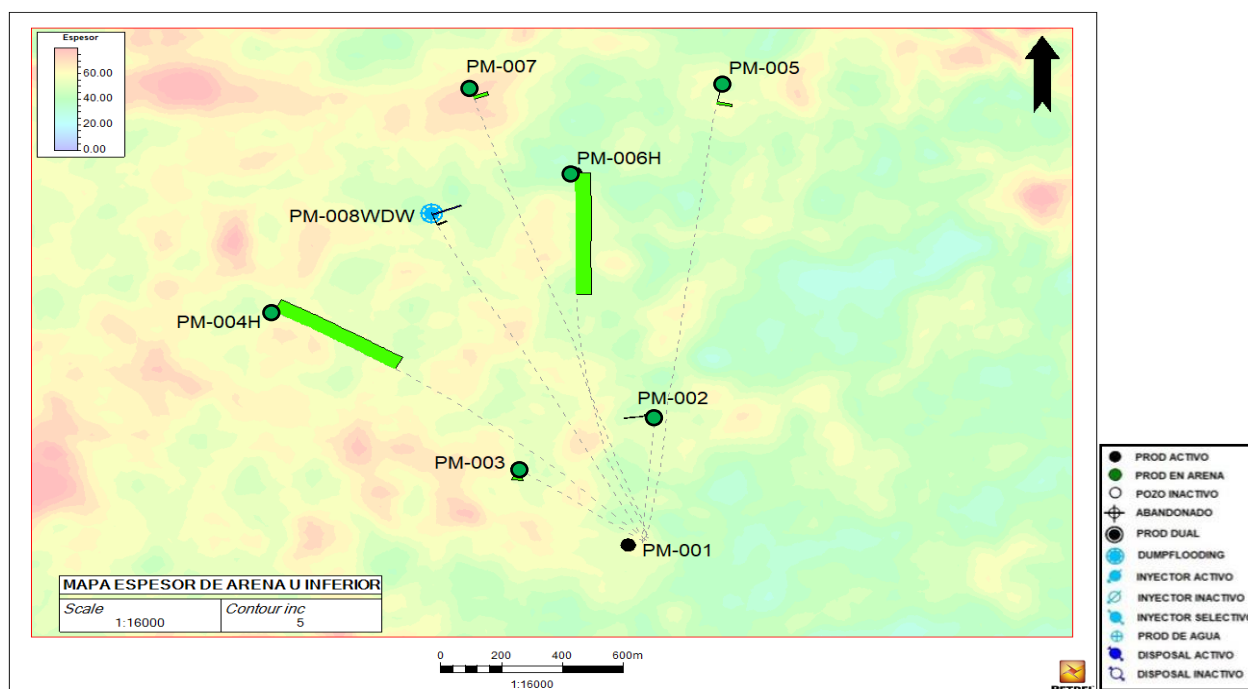 Espesor
60.00
40.00
20.00
0.00
PM-007
PM-005
PM-006H
PM-008WDW
PM-004H
PM-002
PM-003
PM-001
MAPA ESPESOR DE ARENA U INFERIOR
Scale
1:16000
Contour inc
5
0 200 400 600m
1:16000
PROD ACTIVO
PROD EN ARENA
POZO INACTIVO
ABANDONADO
PROD DUAL
DUMPFLOODING
INYECTOR ACTIVO
INYECTOR INACTIVO
INYECTOR SELECTIVO
PROD DE AGUA
DISPOSAL ACTIVO
DISPOSAL INACTIVO